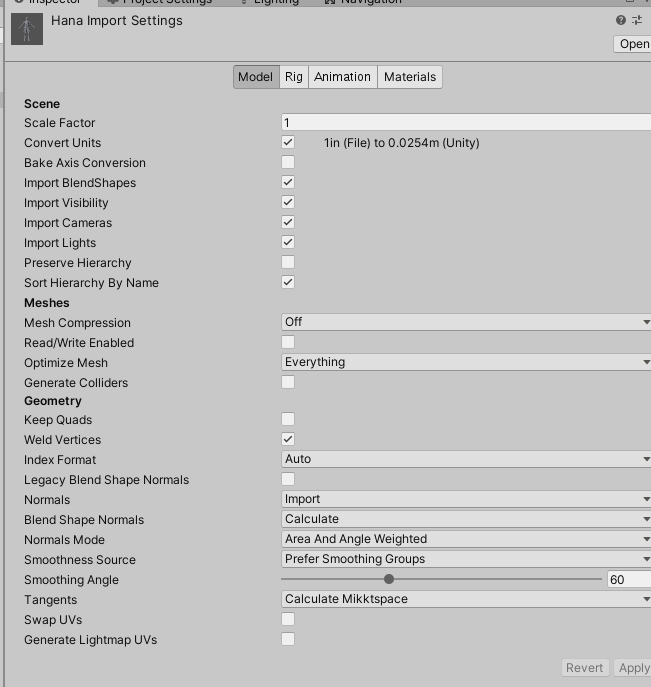 Inspector Project Settings Lighting Navigation
Hana Import Settings
Open
Model Rig Animation Materials
Scene
Scale Factor 1
Convert Units 1in (File) to 0.0254m (Unity)
Bake Axis Conversion
Import BlendShapes
Import Visibility
Import Cameras
Import Lights
Preserve Hierarchy
Sort Hierarchy By Name
Meshes
Mesh Compression Off
Read/Write Enabled
Optimize Mesh Everything
Generate Colliders
Geometry
Keep Quads
Weld Vertices
Index Format Auto
Legacy Blend Shape Normals
Normals Import
Blend Shape Normals Calculate
Normals Mode Area And Angle Weighted
Smoothness Source Prefer Smoothing Groups
Smoothing Angle 60
Tangents Calculate Mikktspace
Swap UVs
Generate Lightmap UVs
Revert Apply